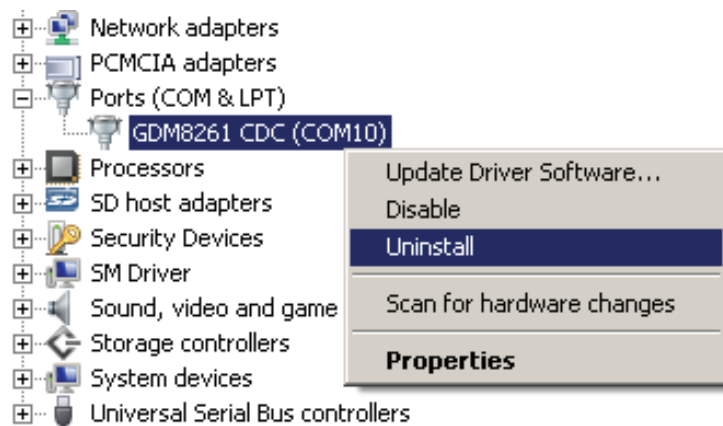 Network adapters
PCMCIA adapters
Ports (COM & LPT)
GDM8261 CDC (COM10)
Processors
SD host adapters
Security Devices
SM Driver
Sound, video and game
Storage controllers
System devices
Universal Serial Bus controllers
Update Driver Software...
Disable
Uninstall
Scan for hardware changes
Properties